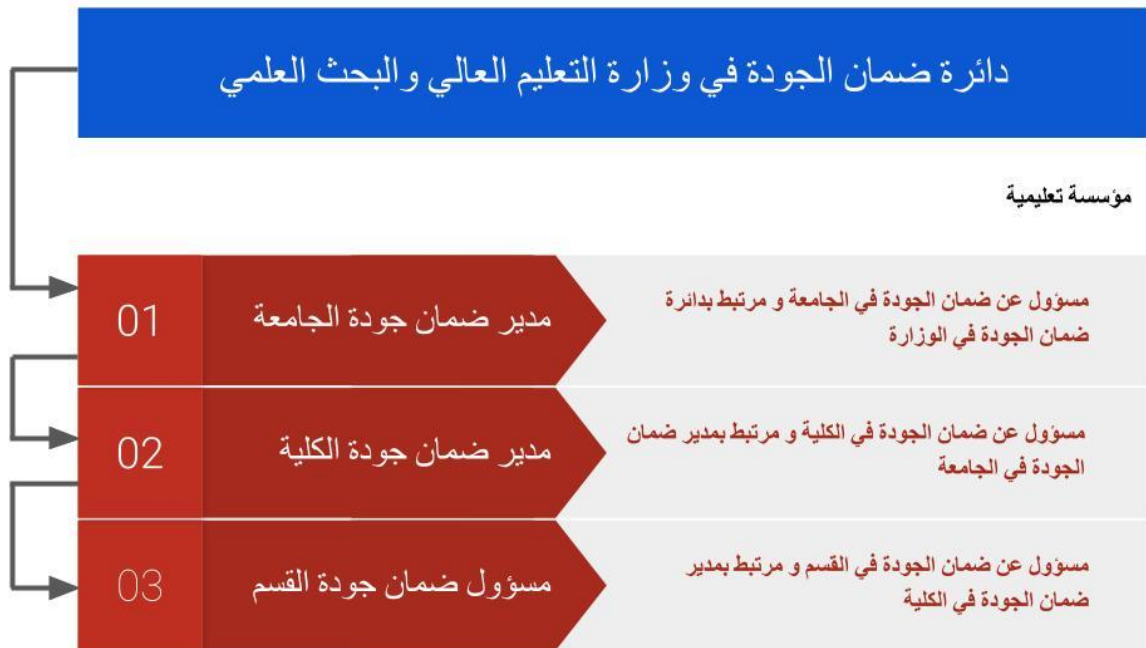 دائرة ضمان الجودة في وزارة التعليم العالي والبحث العلمي
مؤسسة تعليمية
01
مدير ضمان جودة الجامعة
مسؤول عن ضمان الجودة في الجامعة و مرتبط بدائرة
ضمان الجودة في الوزارة
02
مدير ضمان جودة الكلية
مسؤول عن ضمان الجودة في الكلية و مرتبط بمدير ضمان
الجودة في الجامعة
03
مسؤول ضمان جودة القسم
مسؤول عن ضمان الجودة في القسم و مرتبط بمدير
ضمان الجودة في الكلية